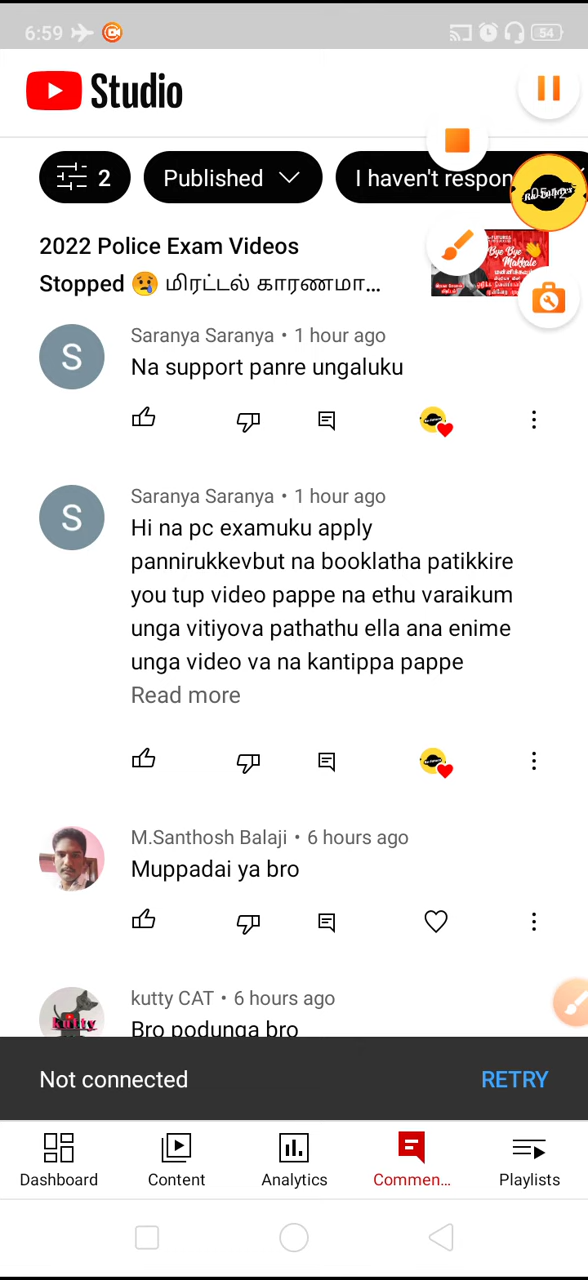 6:59
54
Studio
2
Published
I haven't respon
2022 Police Exam Videos
Stopped 😢 மிரட்டல் காரணமா...
Bye Bye
Makkale
Saranya Saranya • 1 hour ago
Na support panre ungaluku
S
Saranya Saranya • 1 hour ago
S
Hi na pc examuku apply
pannirukkevbut na booklatha patikkire
you tup video pappe na ethu varaikum
unga vitiyova pathathu ella ana enime
unga video va na kantippa pappe
Read more
M.Santhosh Balaji • 6 hours ago
Muppadai ya bro
kutty CAT • 6 hours ago
kutty
Bro podunga bro
Not connected
RETRY
Dashboard
Content
Analytics
Commen...
Playlists